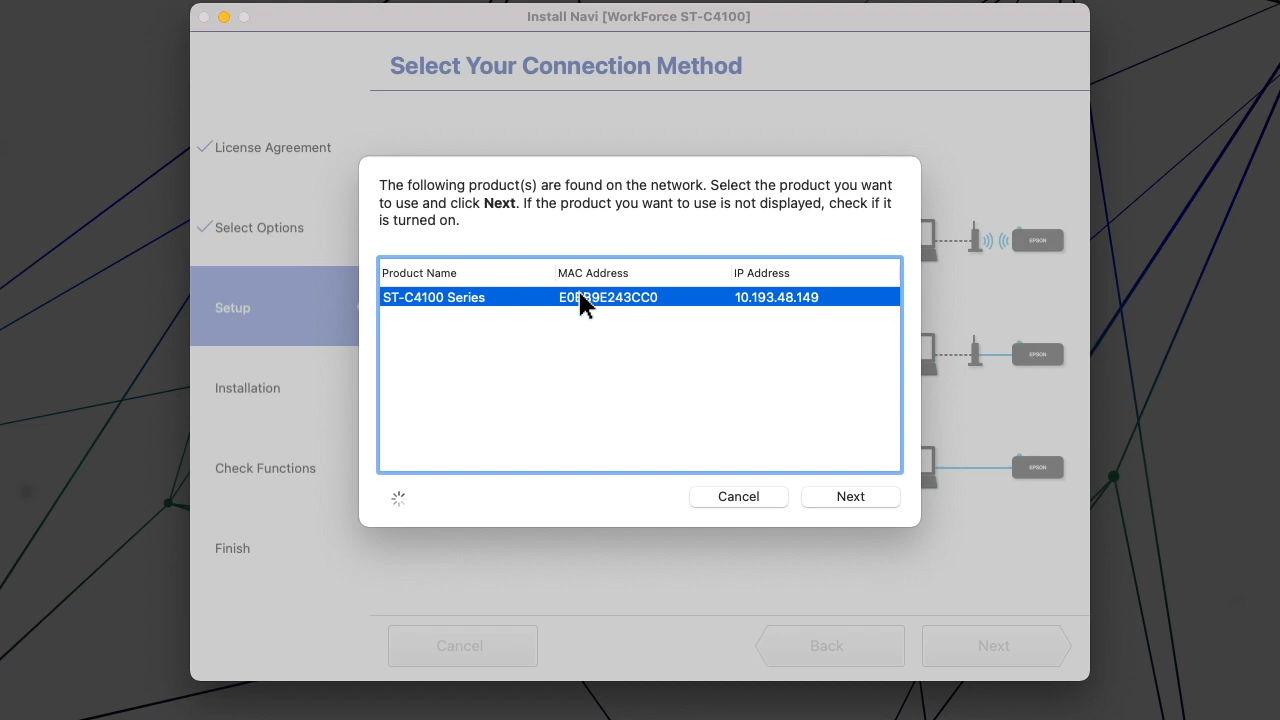 Install Navi [WorkForce ST-C4100]
Select Your Connection Method
License Agreement
Select Options
Setup
Installation
Check Functions
Finish
The following product(s) are found on the network. Select the product you want
to use and click Next. If the product you want to use is not displayed, check if it
is turned on.
Product Name MAC Address IP Address
ST-C4100 Series 10.193.48.149
Cancel Next
EPSON
EPSON
EPSON
Cancel Back Next